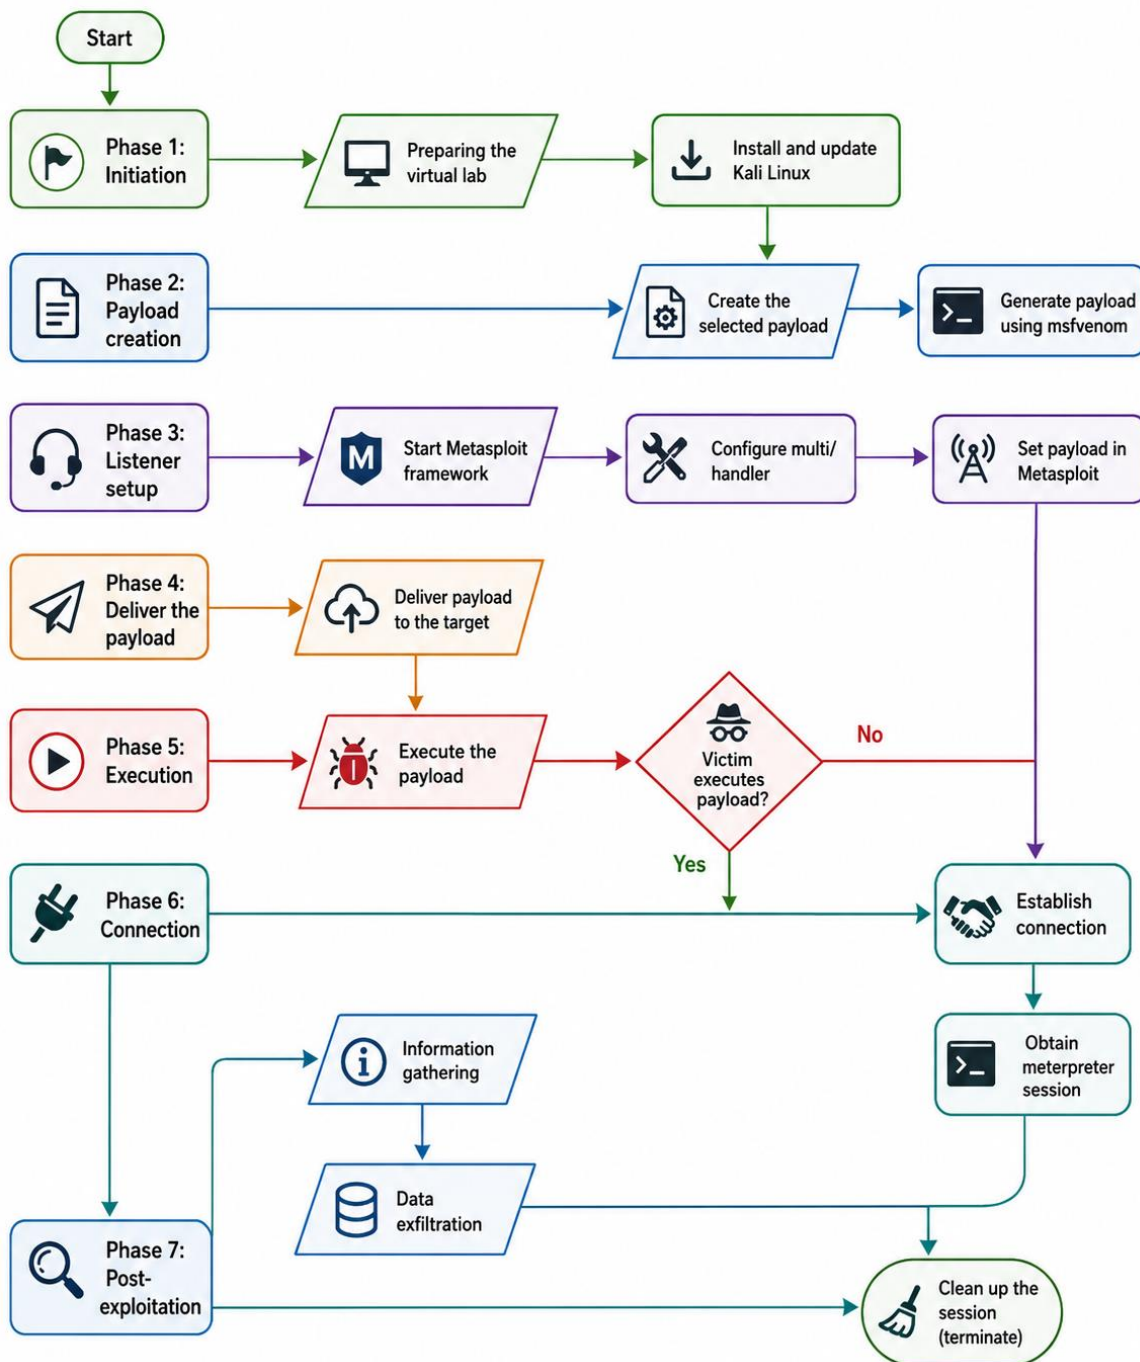 Start
Phase 1:
Initiation
Preparing the
virtual lab
Install and update
Kali Linux
Phase 2:
Payload
creation
Create the
selected payload
>_
Generate payload
using msfvenom
Phase 3:
Listener
setup
M
Start Metasploit
framework
Configure multi/
handler
Set payload in
Metasploit
Phase 4:
Deliver the
payload
Deliver payload
to the target
Phase 5:
Execution
Execute the
payload
Victim
executes
payload?
No
Yes
Phase 6:
Connection
Establish
connection
Information
gathering
>_
Obtain
meterpreter
session
Data
exfiltration
Phase 7:
Post-
exploitation
Clean up the
session
(terminate)